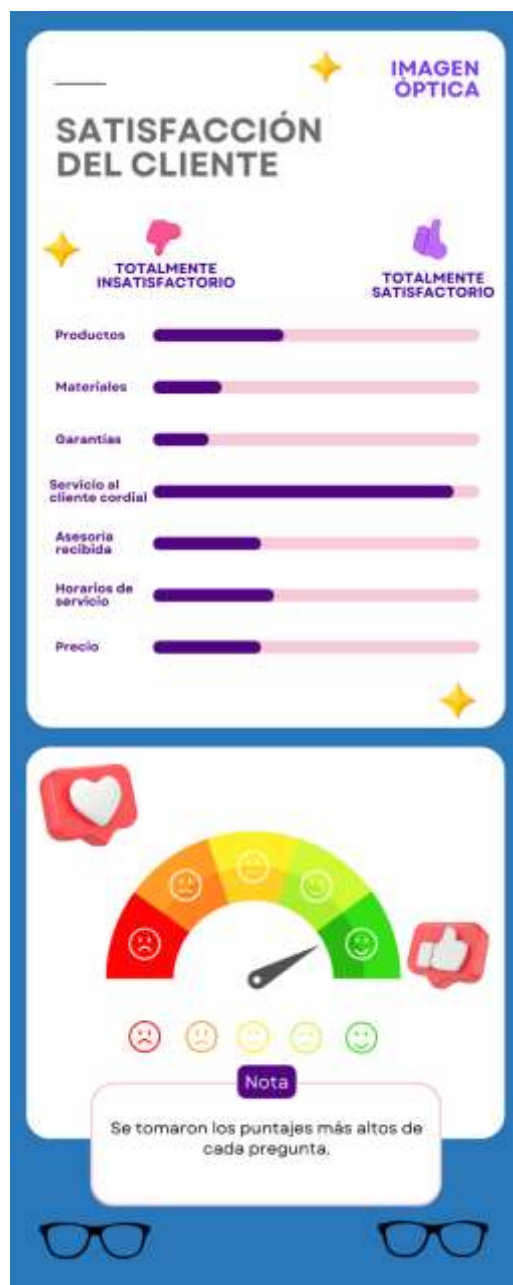 IMAGEN
ÓPTICA
SATISFACCIÓN
DEL CLIENTE
TOTALMENTE
INSATISFACTORIO
TOTALMENTE
SATISFACTORIO
Productos
Materiales
Garantías
Servicio al
cliente cordial
Asesoría
recibida
Horarios de
servicio
Precio
Nota
Se tomaron los puntajes más altos de
cada pregunta.